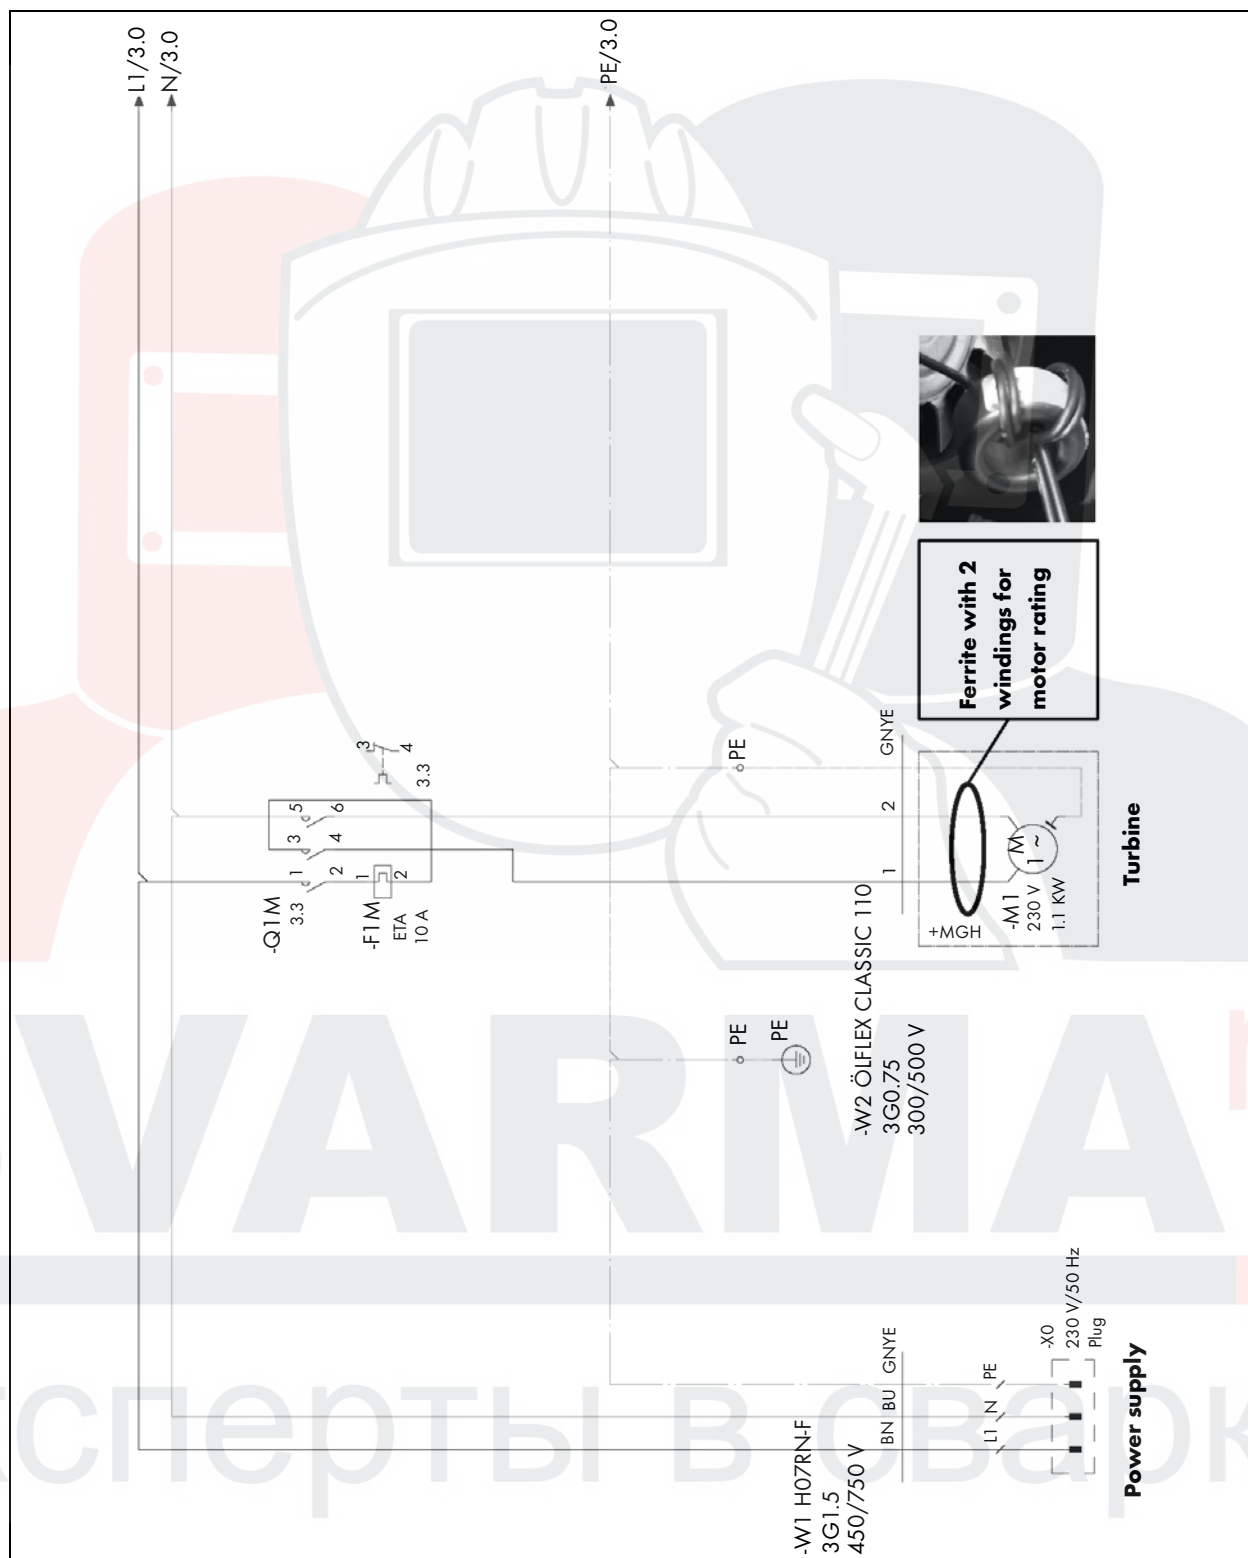 L1/3.0
N/3.0
PE/3.0
-Q1M
3.3
1
2
3
4
5
6
-F1M
ETA
10 A
1
2
3
4
3.3
PE
PE
PE
-W2 ÖLFLEX CLASSIC 110
3G0.75
300/500 V
1
2
GNYE
+MGH
-M1
230 V
1.1 KW
M
1 ~
Turbine
Ferrite with 2
windings for
motor rating
-W1 H07RN-F
3G1.5
450/750 V
BN BU GNYE
L1 N PE
-X0
230 V/50 Hz
Plug
Power supply
VARMA
ксперты в сварк